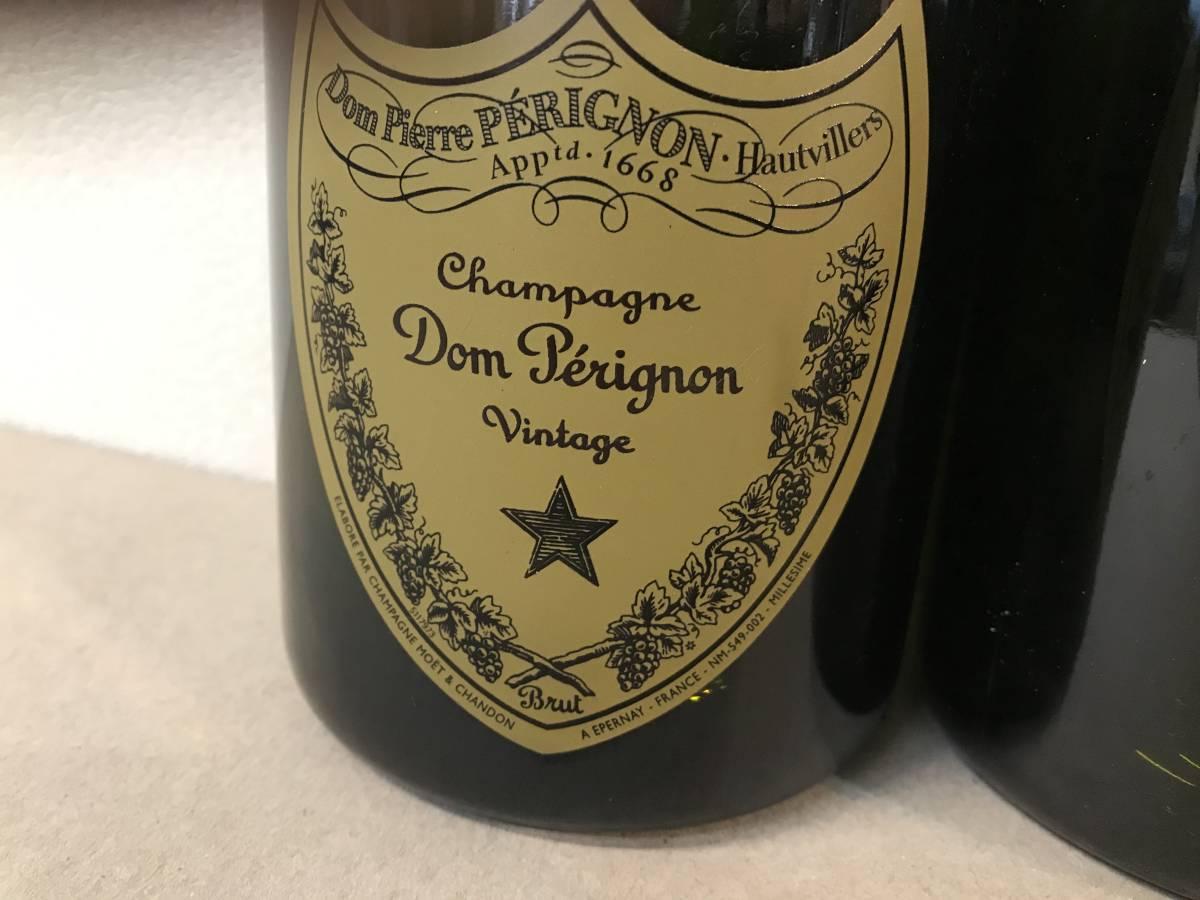 Dom Pierre PÉRIGNON · Hautvillers
Apptd. 1668
Champagne
Dom Pérignon
Vintage
Brut
ELABORE PAR CHAMPAGNE MOËT & CHANDON
A EPERNAY - FRANCE - NM-549-002 - MILLESIME